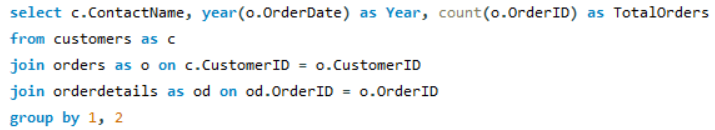 select c.ContactName, year(o.OrderDate) as Year, count(o.OrderID) as TotalOrders
from customers as c
join orders as o on c.CustomerID = o.CustomerID
join orderdetails as od on od.OrderID = o.OrderID
group by 1, 2